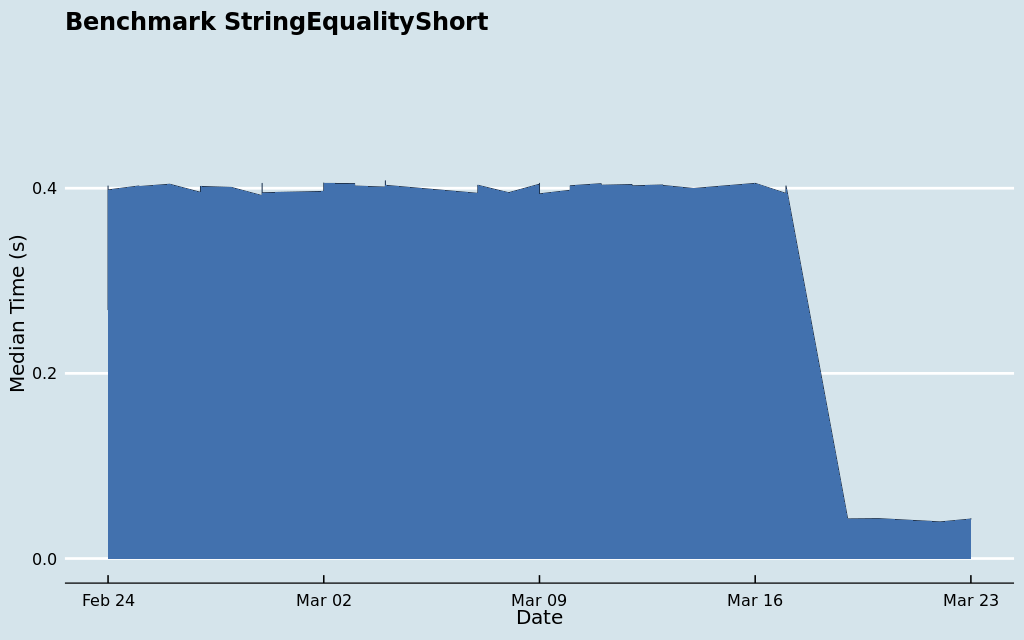 Benchmark StringEqualityShort
Median Time (s)
0.4
0.2
0.0
Feb 24 Mar 02 Mar 09 Mar 16 Mar 23
Date